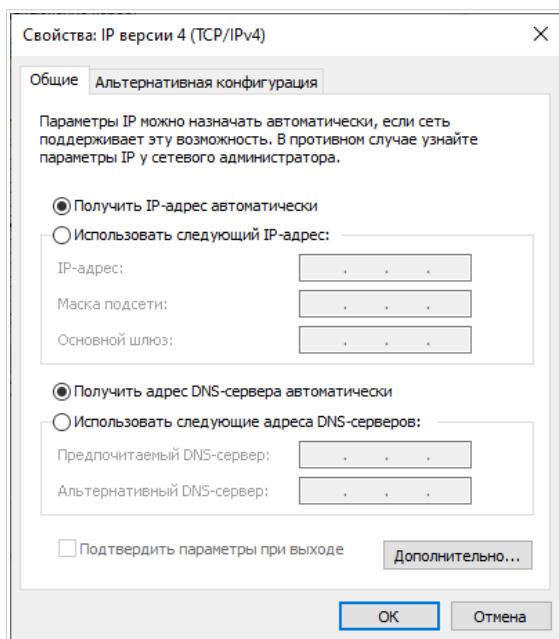 Свойства: IP версии 4 (TCP/IPv4)
Общие
Альтернативная конфигурация
Параметры IP можно назначать автоматически, если сеть
поддерживает эту возможность. В противном случае узнайте
параметры IP у сетевого администратора.
Получить IP-адрес автоматически
Использовать следующий IP-адрес:
IP-адрес:
Маска подсети:
Основной шлюз:
Получить адрес DNS-сервера автоматически
Использовать следующие адреса DNS-серверов:
Предпочитаемый DNS-сервер:
Альтернативный DNS-сервер:
Подтвердить параметры при выходе
Дополнительно...
ОК
Отмена